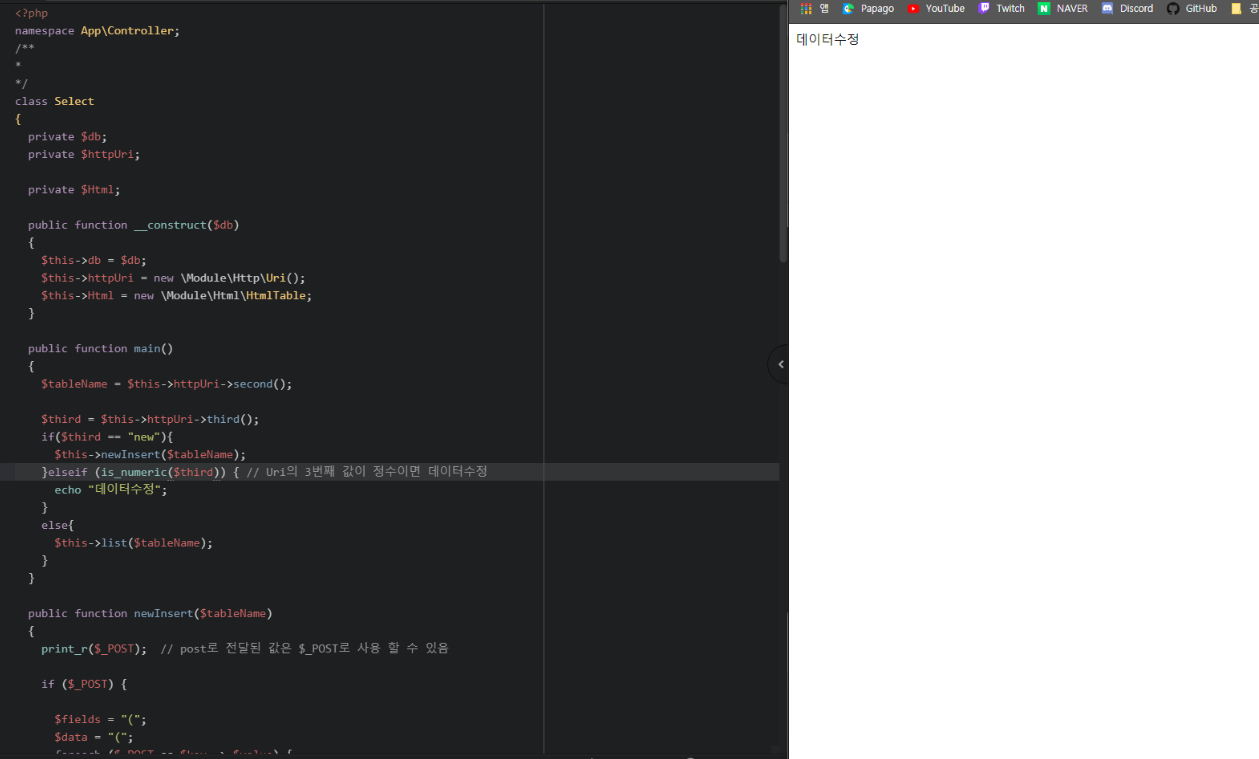 <?php
namespace App\Controller;
/**
*
*/
class Select
{
private $db;
private $httpUri;
private $Html;
public function __construct($db)
{
$this->db = $db;
$this->httpUri = new \Module\Http\Uri();
$this->Html = new \Module\Html\HtmlTable;
}
public function main()
{
$tableName = $this->httpUri->second();
$third = $this->httpUri->third();
if($third == "new"){
$this->newInsert($tableName);
}elseif (is_numeric($third)) { // Uri의 3번째 값이 정수이면 데이터수정
echo "데이터수정";
}
else{
$this->list($tableName);
}
}
public function newInsert($tableName)
{
print_r($_POST);  // post로 전달된 값은 $_POST로 사용 할 수 있음
if ($_POST) {
$fields = "(";
$data = "(";
앱 Papago YouTube Twitch NAVER Discord GitHub 공
데이터수정